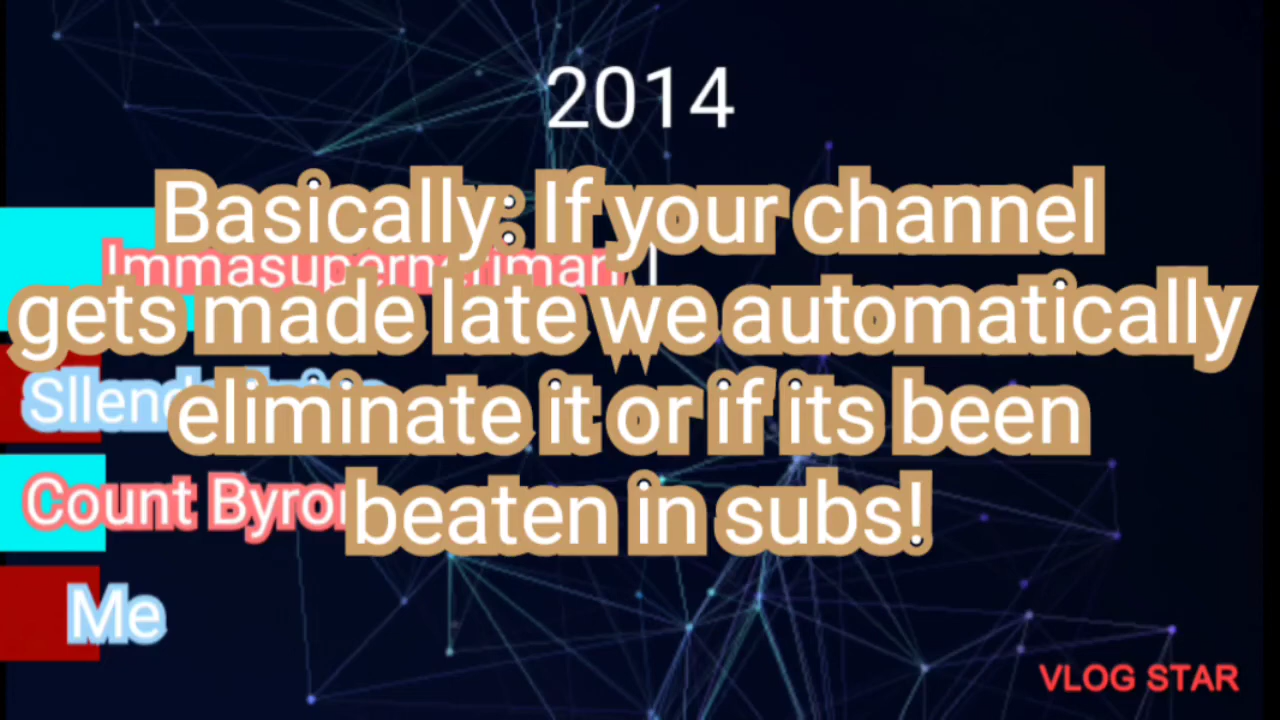 2014
Basically: If your channel
gets made late we automatically
eliminate it or if its been
beaten in subs!
Count Byron
Me
VLOG STAR